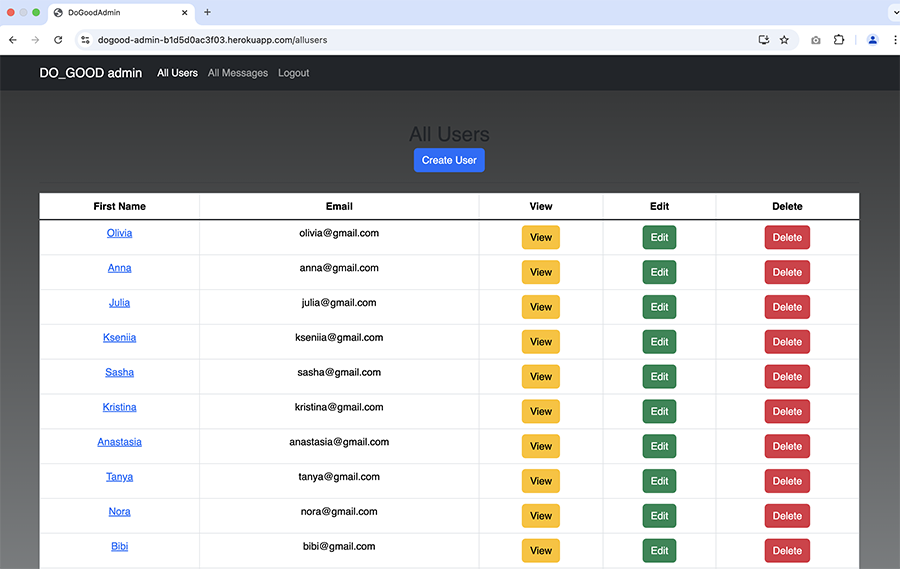 DoGoodAdmin
dogood-admin-b1d5d0ac3f03.herokuapp.com/allusers
DO_GOOD admin All Users All Messages Logout
All Users
Create User
First Name Email View Edit Delete
Olivia olivia@gmail.com View Edit Delete
Anna anna@gmail.com View Edit Delete
Julia julia@gmail.com View Edit Delete
Kseniia kseniia@gmail.com View Edit Delete
Sasha sasha@gmail.com View Edit Delete
Kristina kristina@gmail.com View Edit Delete
Anastasia anastasia@gmail.com View Edit Delete
Tanya tanya@gmail.com View Edit Delete
Nora nora@gmail.com View Edit Delete
Bibi bibi@gmail.com View Edit Delete